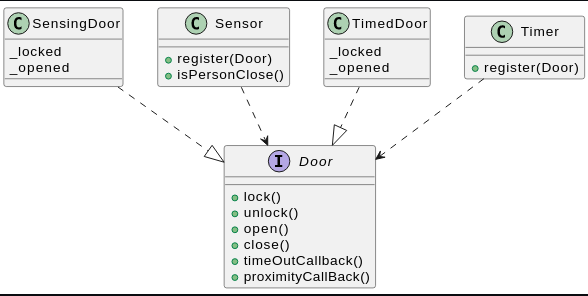 C SensingDoor
_locked
_opened
C Sensor
register(Door)
isPersonClose()
C TimedDoor
_locked
_opened
C Timer
register(Door)
I Door
lock()
unlock()
open()
close()
timeOutCallback()
proximityCallBack()